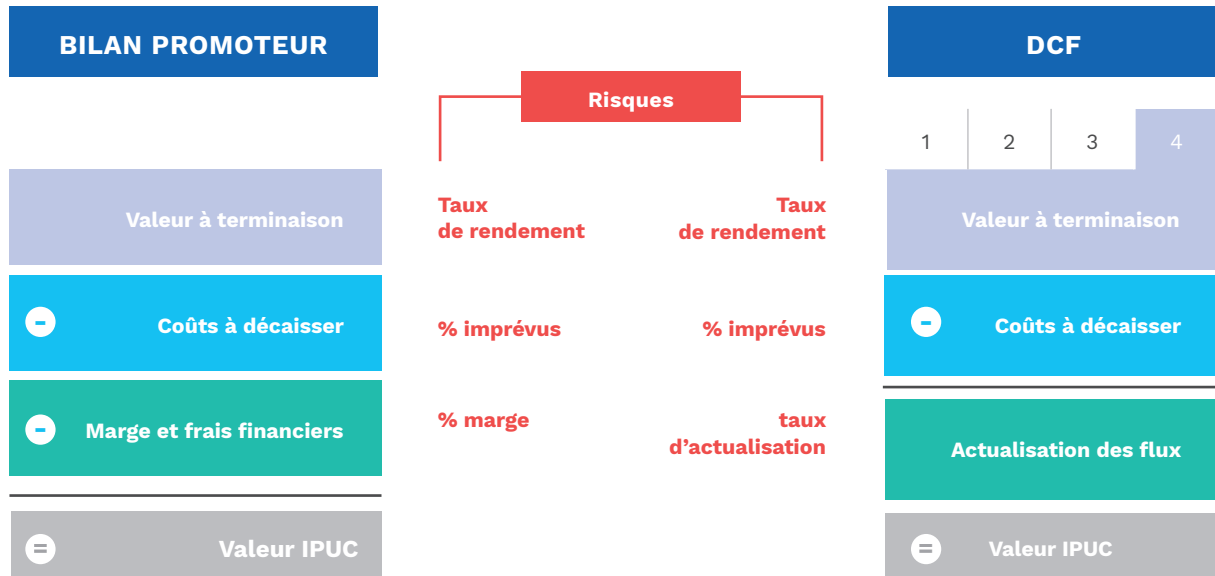 BILAN PROMOTEUR
DCF
Risques
1 2 3 4
Taux
de rendement
Taux
de rendement
Valeur à terminaison
Valeur à terminaison
- Coûts à décaisser
% imprévus
% imprévus
- Coûts à décaisser
- Marge et frais financiers
% marge
taux
d’actualisation
Actualisation des flux
= Valeur IPUC
= Valeur IPUC